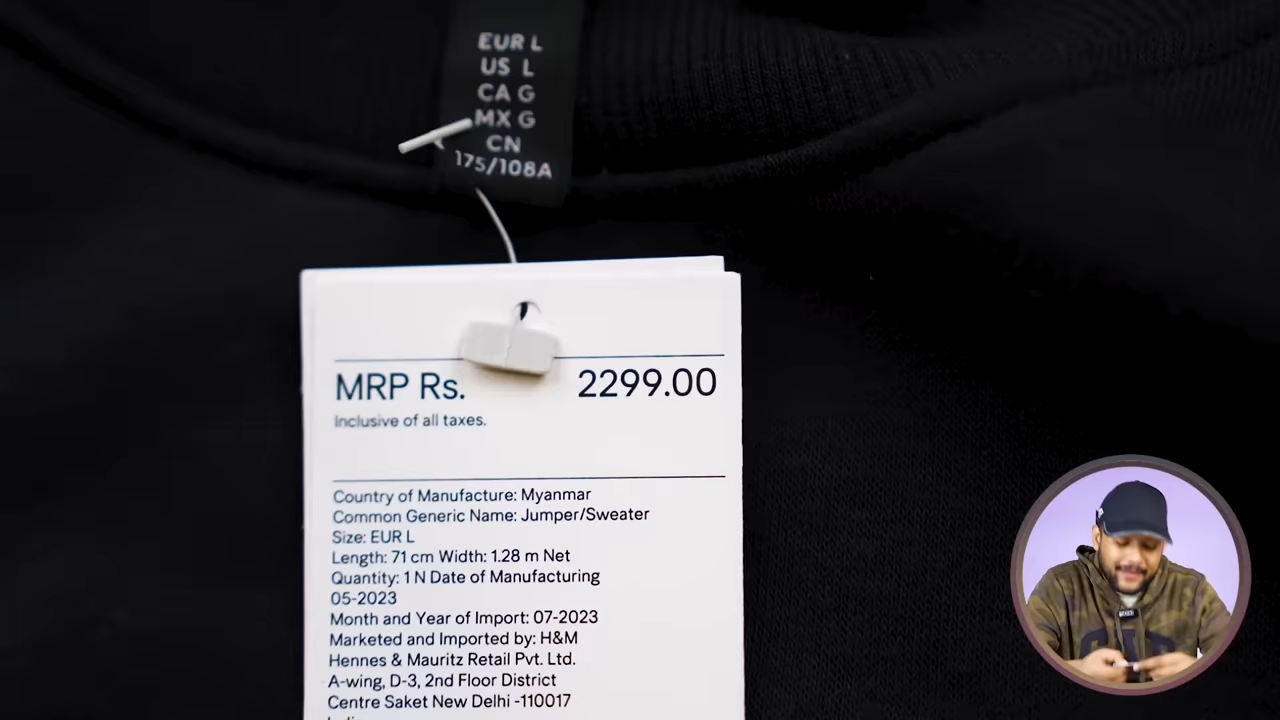 EUR L
US L
CA G
MX G
CN
175/108A
MRP Rs. 2299.00
Inclusive of all taxes.
Country of Manufacture: Myanmar
Common Generic Name: Jumper/Sweater
Size: EUR L
Length: 71 cm Width: 1.28 m Net
Quantity: 1 N Date of Manufacturing
05-2023
Month and Year of Import: 07-2023
Marketed and Imported by: H&M
Hennes & Mauritz Retail Pvt. Ltd.
A-wing, D-3, 2nd Floor District
Centre Saket New Delhi -110017